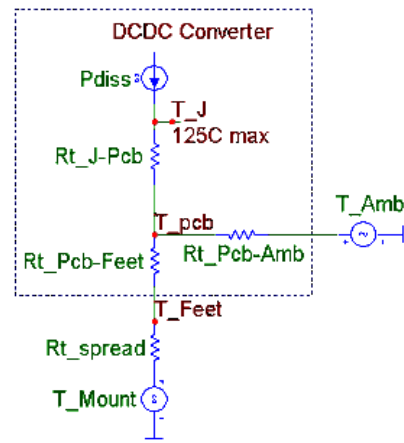 DCDC Converter
Pdiss
T_J
125C max
Rt_J-Pcb
T_pcb
T_Amb
Rt_Pcb-Feet
Rt_Pcb-Amb
T_Feet
Rt_spread
T_Mount